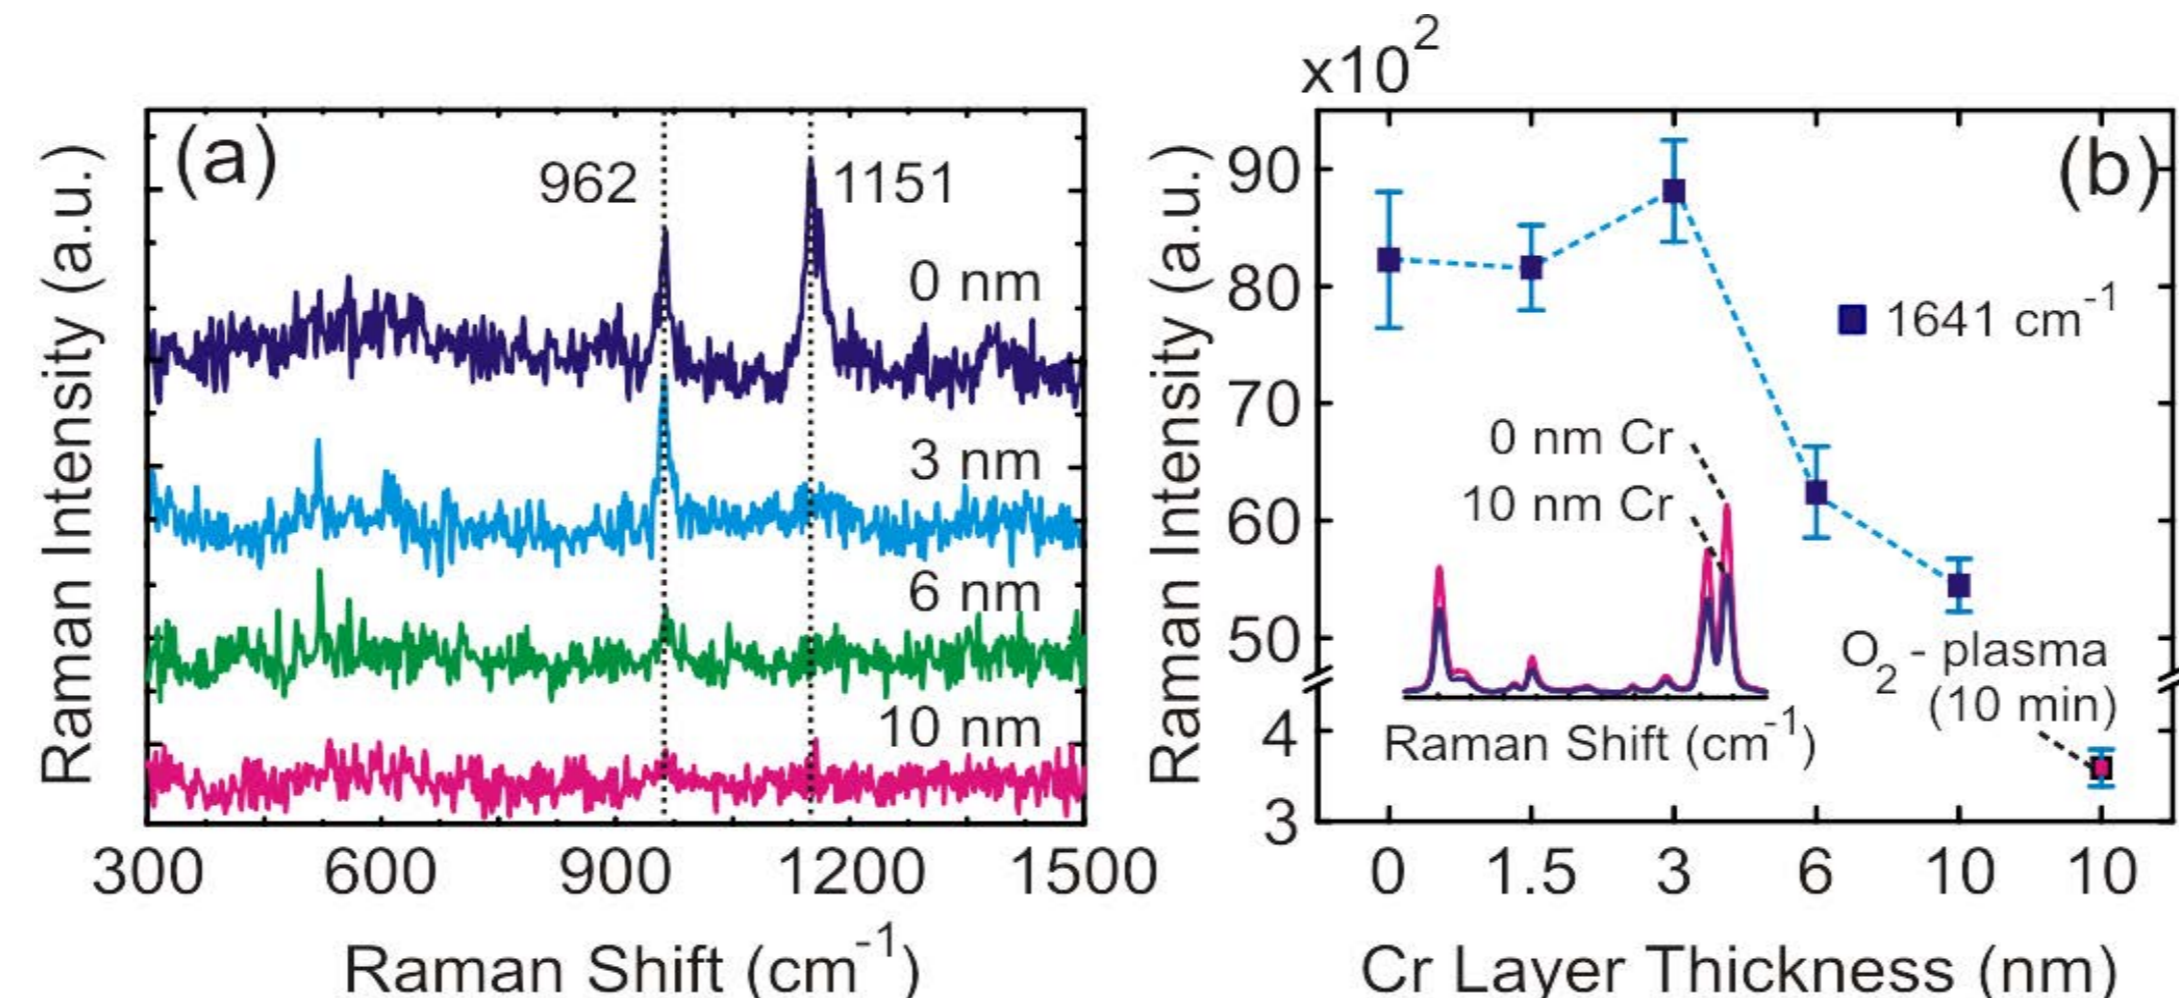 (a)
962
1151
0 nm
3 nm
6 nm
10 nm
Raman Intensity (a.u.)
300 600 900 1200 1500
Raman Shift (cm⁻¹)
x10²
(b)
90
80
70
60
50
4
3
Raman Intensity (a.u.)
1641 cm⁻¹
0 nm Cr
10 nm Cr
Raman Shift (cm⁻¹)
O₂ - plasma
(10 min)
0 1.5 3 6 10 10
Cr Layer Thickness (nm)